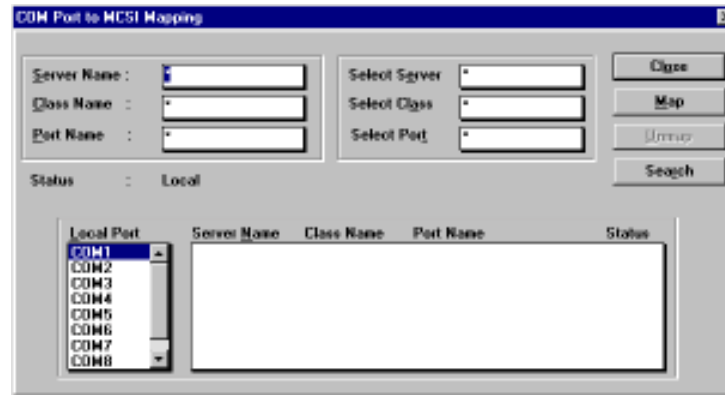 COM Port to MCSI Mapping
Server Name : *
Class Name : *
Port Name : *
Select Server *
Select Class *
Select Port *
Close
Map
Unmap
Search
Status : Local
Local Port
Server Name Class Name Port Name Status
COM1
COM2
COM3
COM4
COM5
COM6
COM7
COM8